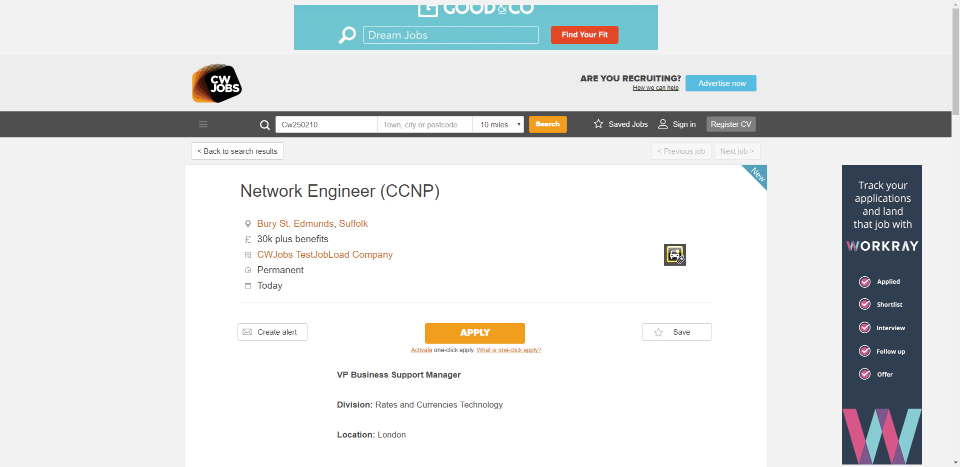 GOOD&CO
Dream Jobs
Find Your Fit
CW
JOBS
ARE YOU RECRUITING?
How we can help
Advertise now
Cw250210
Town, city or postcode
10 miles
Search
Saved Jobs
Sign in
Register CV
< Back to search results
< Previous job
Next job >
New
Network Engineer (CCNP)
Bury St. Edmunds, Suffolk
30k plus benefits
CWJobs TestJobLoad Company
Permanent
Today
Create alert
APPLY
Save
Activate one-click apply What is one-click apply?
VP Business Support Manager
Division: Rates and Currencies Technology
Location: London
Track your
applications
and land
that job with
WORKRAY
Applied
Shortlist
Interview
Follow up
Offer